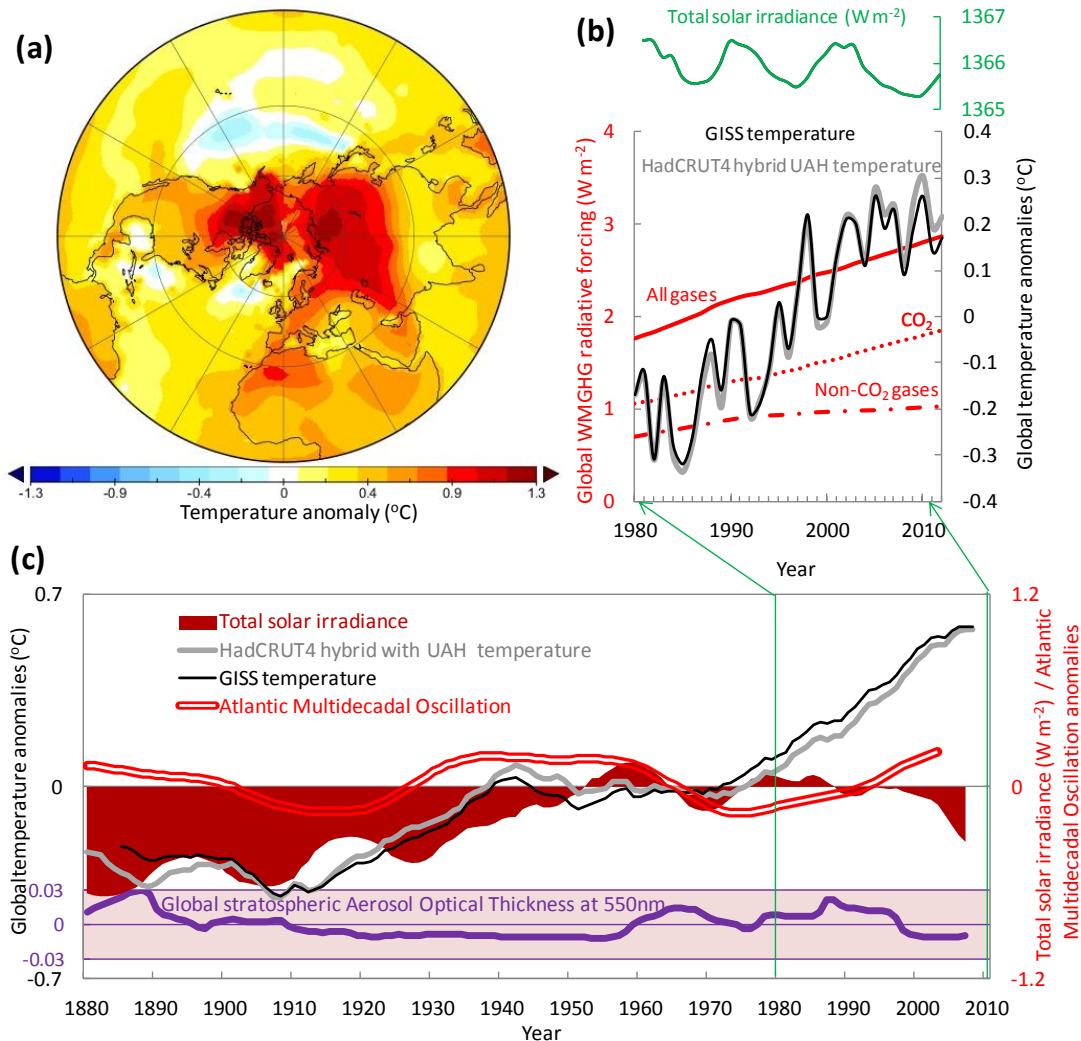 (a)
-1.3 -0.9 -0.4 0 0.4 0.9 1.3
Temperature anomaly (°C)
(b)
Total solar irradiance (W m-2)
1367
1366
1365
GISS temperature
HadCRUT4 hybrid UAH temperature
All gases
CO2
Non-CO2 gases
Global WMGHG radiative forcing (W m-2)
4
3
2
1
0
0.4
0.3
0.2
0.1
0
-0.1
-0.2
-0.3
-0.4
Global temperature anomalies (°C)
1980 1990 2000 2010
Year
(c)
Global temperature anomalies (°C)
0.7
0
0.03
0
-0.03
-0.7
Total solar irradiance
HadCRUT4 hybrid with UAH temperature
GISS temperature
Atlantic Multidecadal Oscillation
Global stratospheric Aerosol Optical Thickness at 550nm
1.2
0
-1.2
Total solar irradiance (W m-2) / Atlantic
Multidecadal Oscillation anomalies
1880 1890 1900 1910 1920 1930 1940 1950 1960 1970 1980 1990 2000 2010
Year